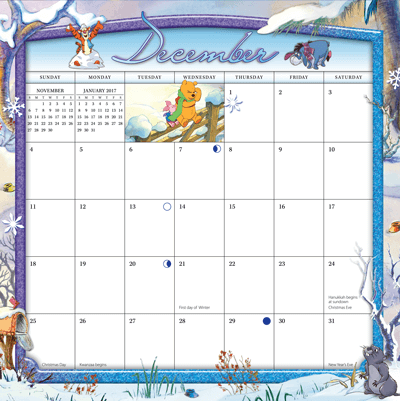 December
SUNDAY MONDAY TUESDAY WEDNESDAY THURSDAY FRIDAY SATURDAY
NOVEMBER JANUARY 2017
S M T W T F S S M T W T F S
1 2 3 4 5 1 2 3 4 5 6 7
6 7 8 9 10 11 12 8 9 10 11 12 13 14
13 14 15 16 17 18 19 15 16 17 18 19 20 21
20 21 22 23 24 25 26 22 23 24 25 26 27 28
27 28 29 30 29 30 31
1 2 3
4 5 6 7 8 9 10
11 12 13 14 15 16 17
18 19 20 21 22 23 24
First day of Winter
Hanukkah begins
at sundown
Christmas Eve
25 26 27 28 29 30 31
Christmas Day Kwanzaa begins New Year's Eve